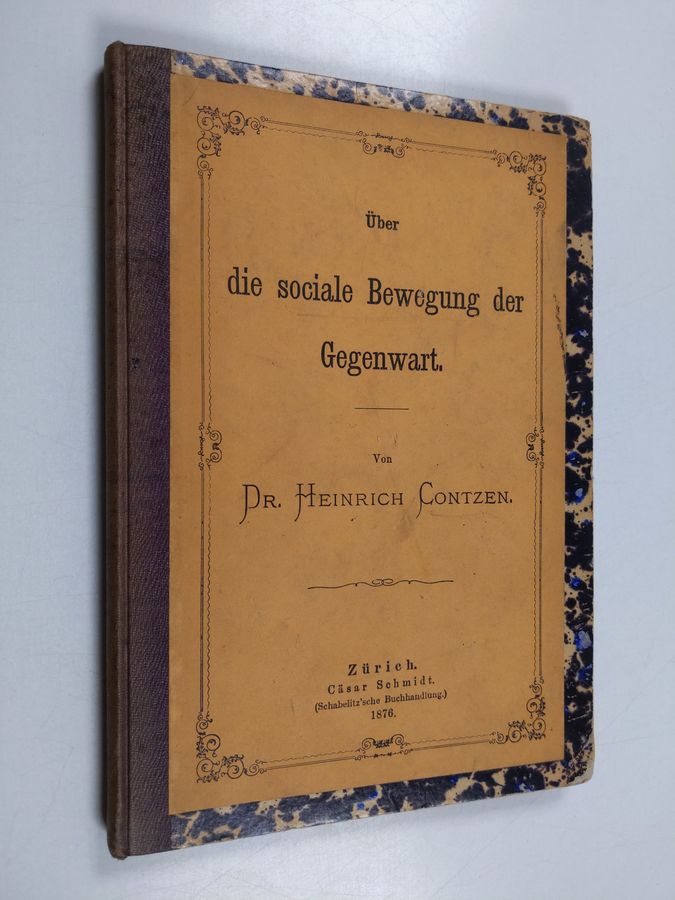 Über
die sociale Bewegung der
Gegenwart.
Von
DR. HEINRICH CONTZEN.
Zürich.
Cäsar Schmidt.
(Schabelitz'sche Buchhandlung.)
1876.